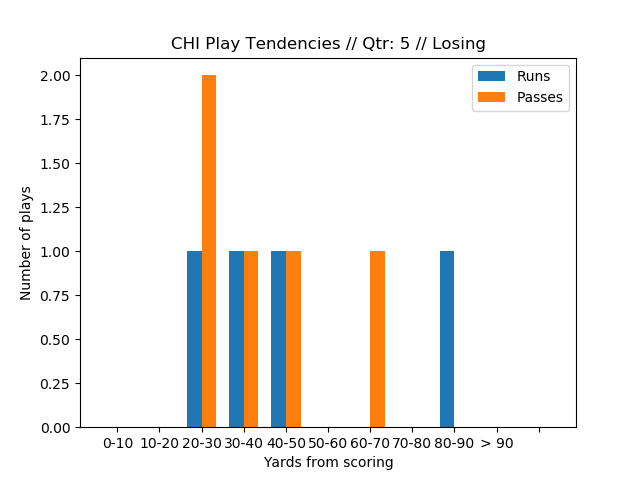 CHI Play Tendencies // Qtr: 5 // Losing
Runs
Passes
Number of plays
2.00
1.75
1.50
1.25
1.00
0.75
0.50
0.25
0.00
0-10 10-20 20-30 30-40 40-50 50-60 60-70 70-80 80-90 > 90
Yards from scoring